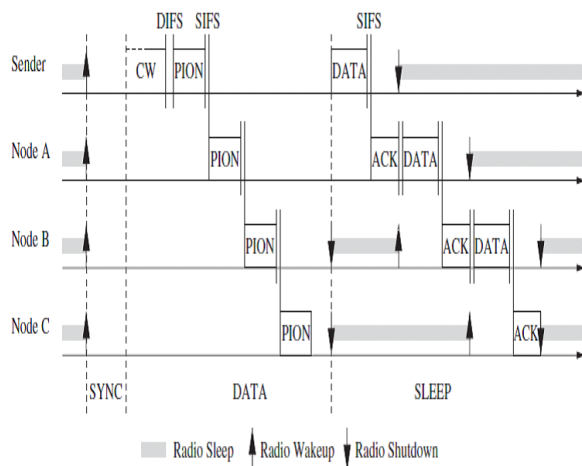 DIFS SIFS SIFS
Sender CW PION DATA
Node A PION ACK DATA
Node B PION ACK DATA
Node C PION ACK
SYNC DATA SLEEP
Radio Sleep Radio Wakeup Radio Shutdown